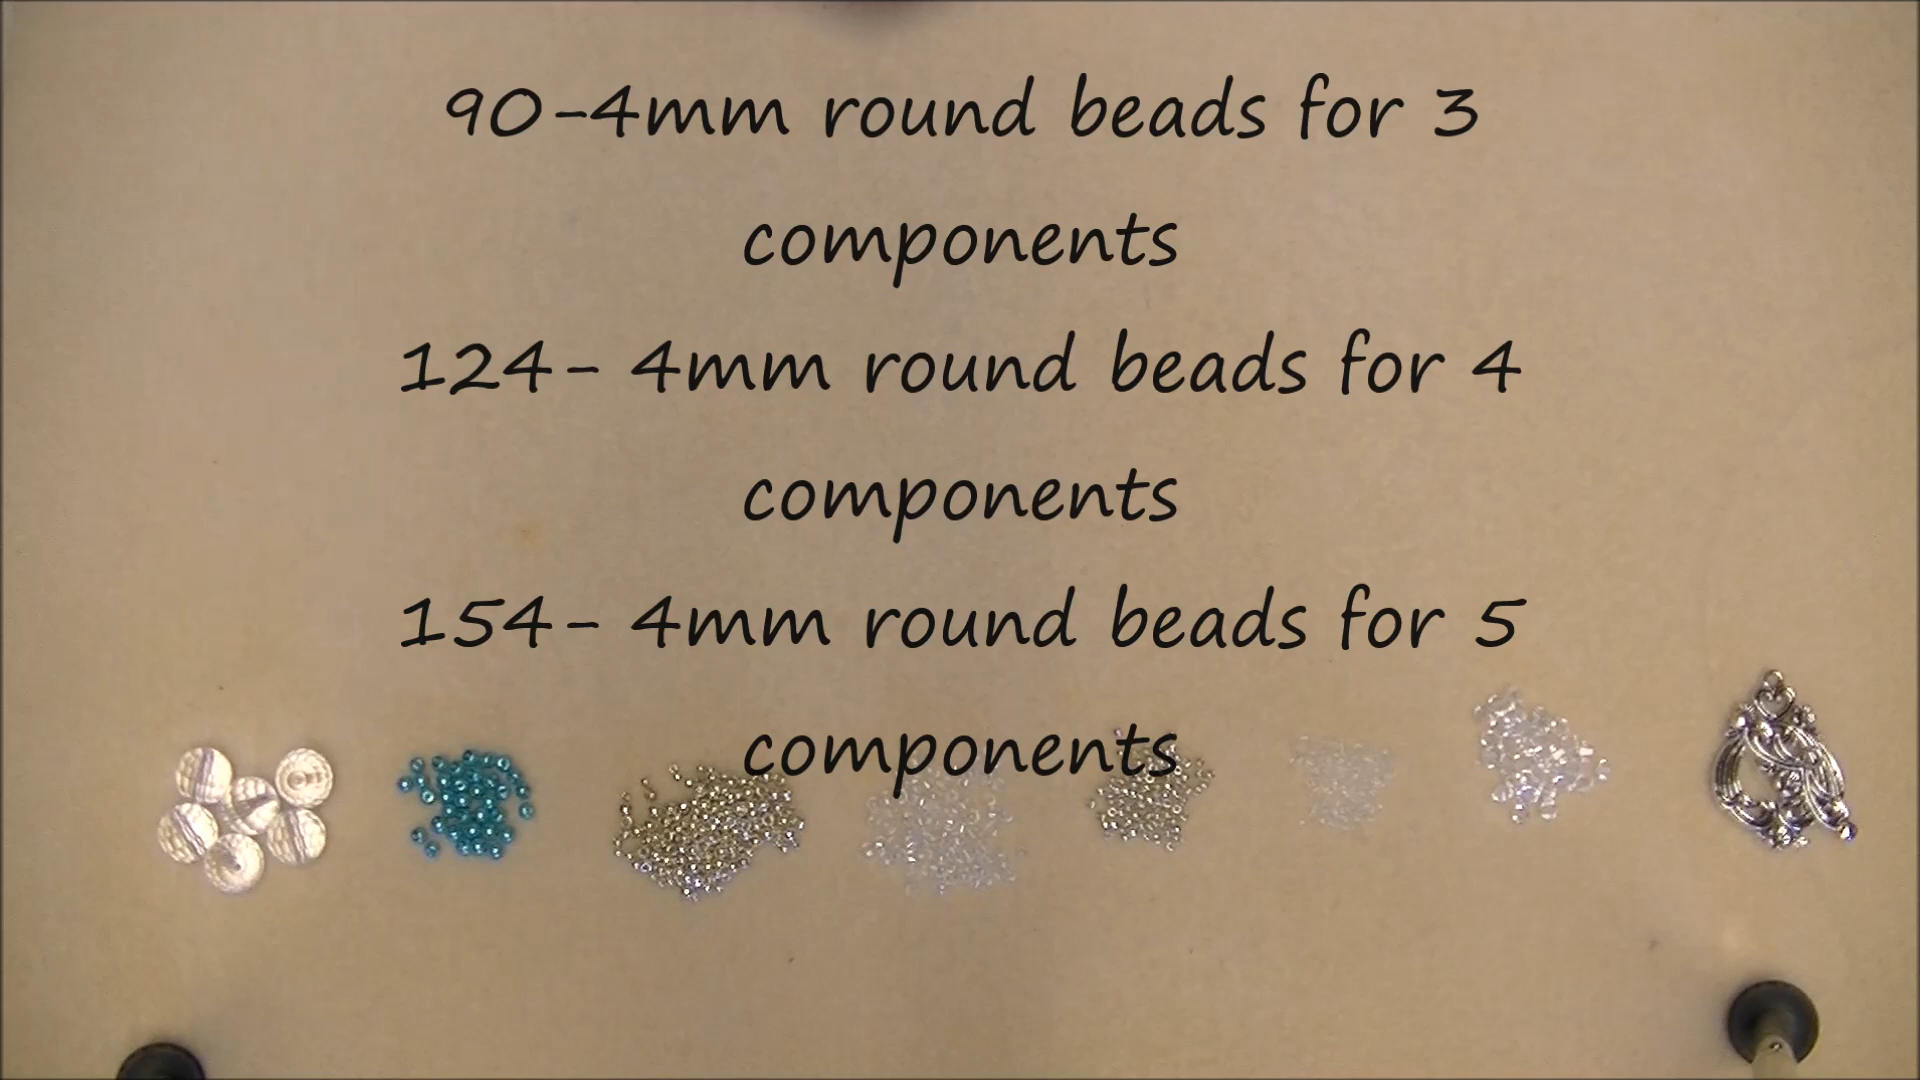 90-4mm round beads for 3
components
124- 4mm round beads for 4
components
154- 4mm round beads for 5
components